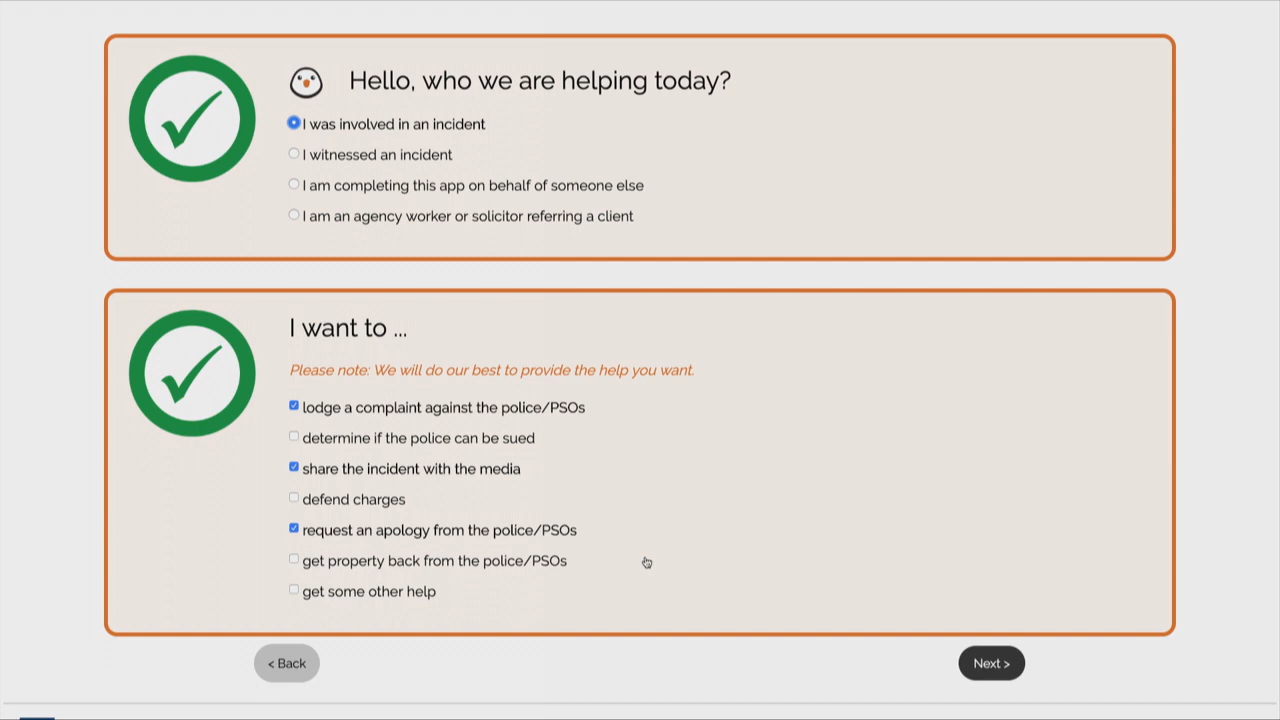 Hello, who we are helping today?
I was involved in an incident
I witnessed an incident
I am completing this app on behalf of someone else
I am an agency worker or solicitor referring a client
I want to ...
Please note: We will do our best to provide the help you want.
lodge a complaint against the police/PSOs
determine if the police can be sued
share the incident with the media
defend charges
request an apology from the police/PSOs
get property back from the police/PSOs
get some other help
< Back
Next >